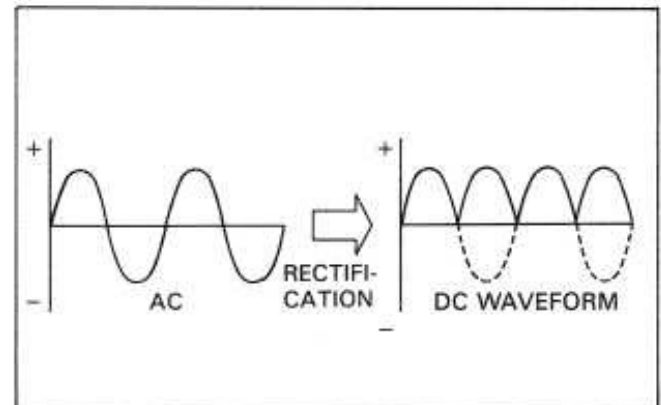 +
−
AC
RECTIFI-
CATION
+
−
DC WAVEFORM